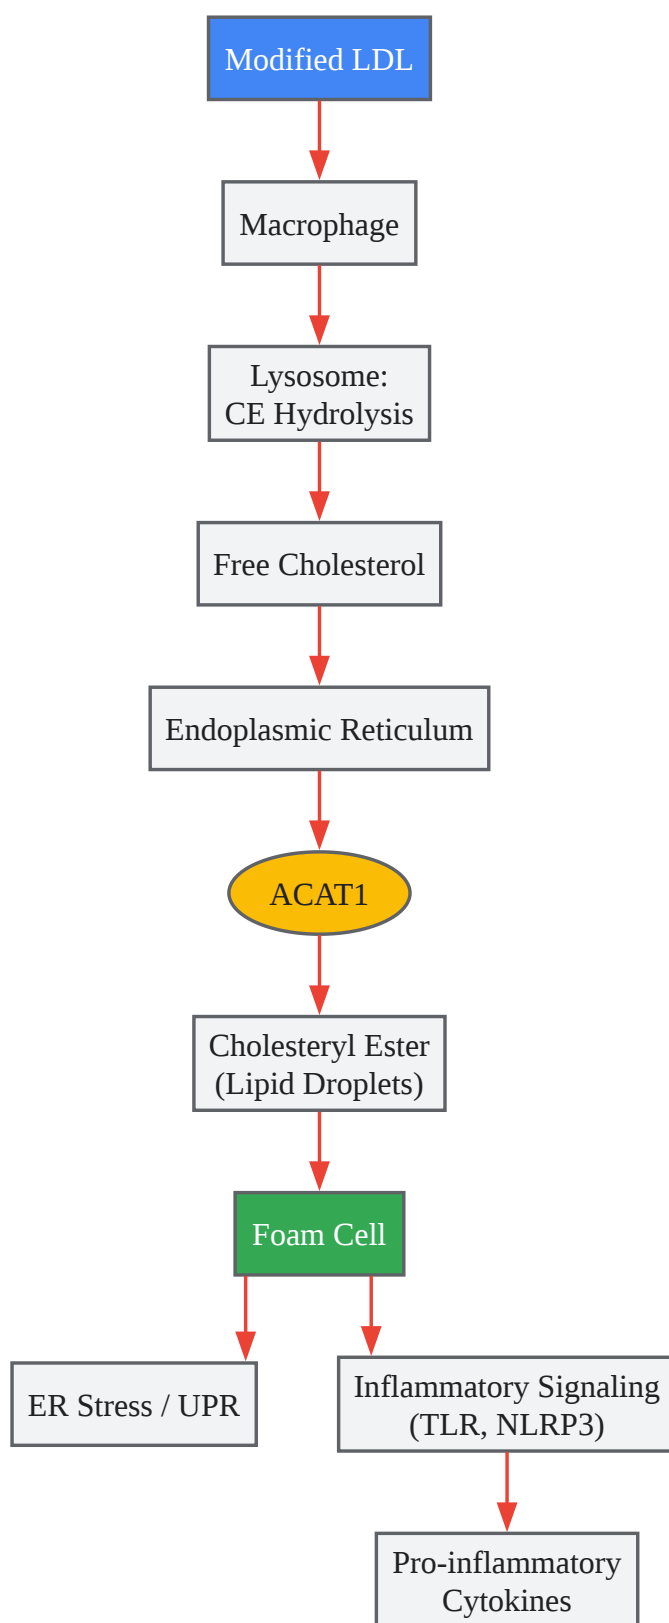 Modified LDL
Macrophage
Lysosome:
CE Hydrolysis
Free Cholesterol
Endoplasmic Reticulum
ACAT1
Cholesteryl Ester
(Lipid Droplets)
Foam Cell
ER Stress / UPR
Inflammatory Signaling
(TLR, NLRP3)
Pro-inflammatory
Cytokines